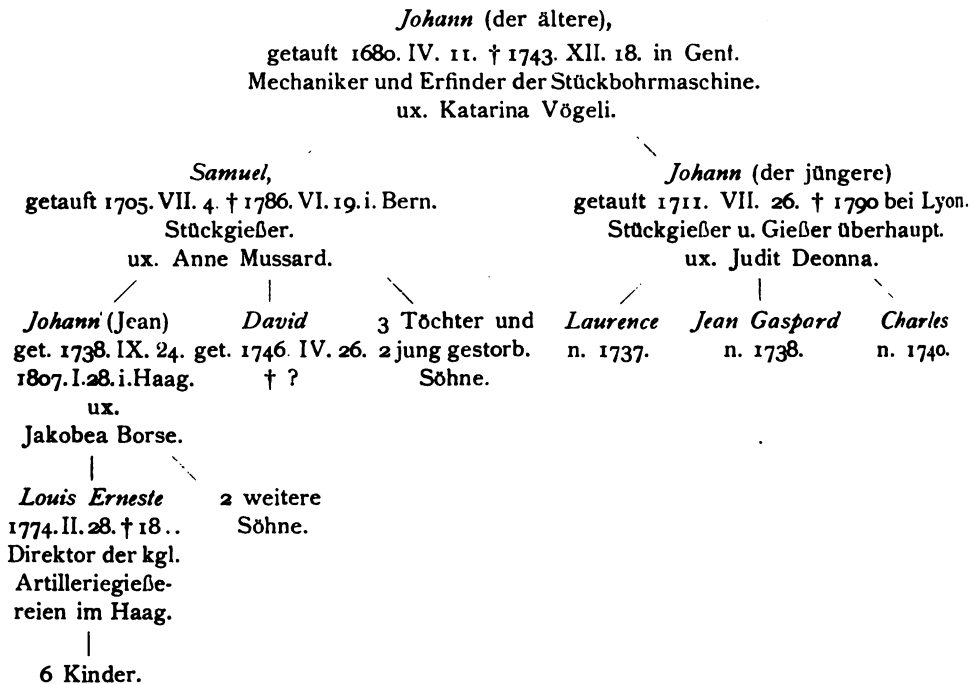 Johann (der ältere),
getauft 1680. IV. 11. † 1743. XII. 18. in Genf.
Mechaniker und Erfinder der Stückbohrmaschine.
ux. Katarina Vögeli.
Samuel,
getauft 1705. VII. 4. † 1786. VI. 19. i. Bern.
Stückgießer.
ux. Anne Mussard.
Johann (der jüngere)
getauft 1711. VII. 26. † 1790 bei Lyon.
Stückgießer u. Gießer überhaupt.
ux. Judit Deonna.
Johann (Jean)
get. 1738. IX. 24.
1807. I. 28. i. Haag.
ux.
Jakobea Borse.
David
get. 1746. IV. 26.
† ?
3 Töchter und
2 jung gestorb.
Söhne.
Laurence
n. 1737.
Jean Gaspard
n. 1738.
Charles
n. 1740.
Louis Erneste
1774. II. 28. † 18 . .
Direktor der kgl.
Artilleriegieße-
reien im Haag.
2 weitere
Söhne.
6 Kinder.